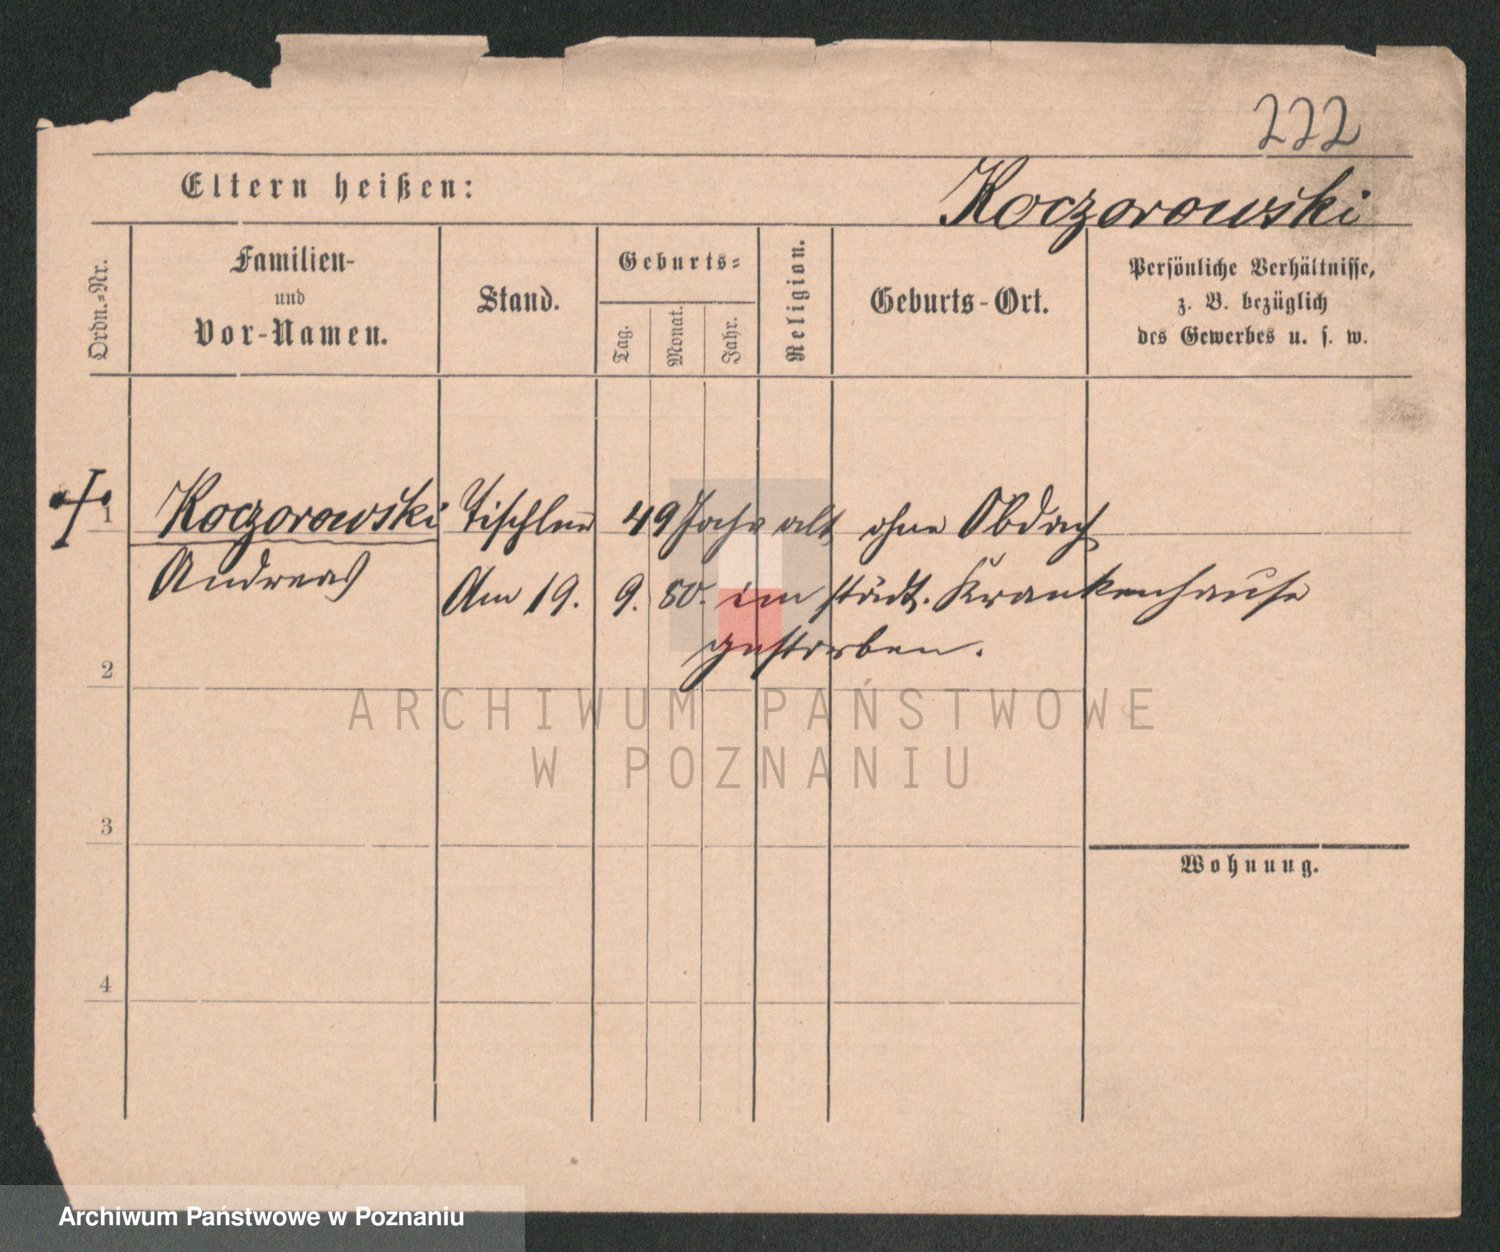 222
Eltern heißen:
Koczorowski
Ordn.=Nr.
Familien-
und
Vor-Namen.
Stand.
Geburts=
Tag.
Monat.
Jahr.
Religion.
Geburts-Ort.
Persönliche Verhältnisse,
z. B. bezüglich
des Gewerbes u. s. w.
1 Koczorowski Tischler 49 Jahr alt ohne Obdach
Andreas Am 19. 9. 80. im städt. Krankenhause
gestorben.
2
ARCHIWUM PAŃSTWOWE
W POZNANIU
3
Wohnung.
4
Archiwum Państwowe w Poznaniu